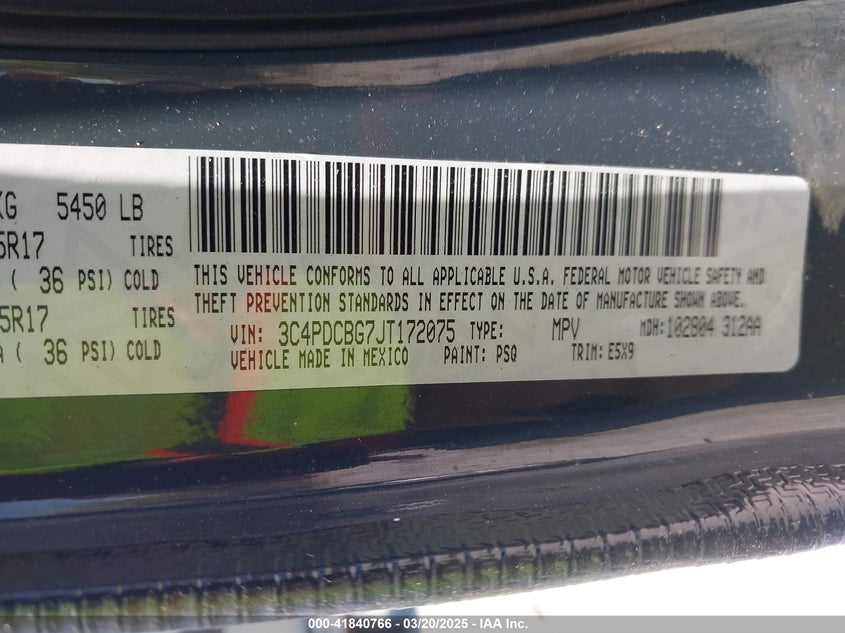 KG 5450 LB
5R17 TIRES
( 36 PSI) COLD
5R17 TIRES
( 36 PSI) COLD
THIS VEHICLE CONFORMS TO ALL APPLICABLE U.S.A. FEDERAL MOTOR VEHICLE SAFETY AND
THEFT PREVENTION STANDARDS IN EFFECT ON THE DATE OF MANUFACTURE SHOWN ABOVE.
VIN: 3C4PDCBG7JT172075 TYPE: MPV MDH: 102804 312AA
VEHICLE MADE IN MEXICO PAINT: PSQ TRIM: E5X9
000-41840766 - 03/20/2025 - IAA Inc.